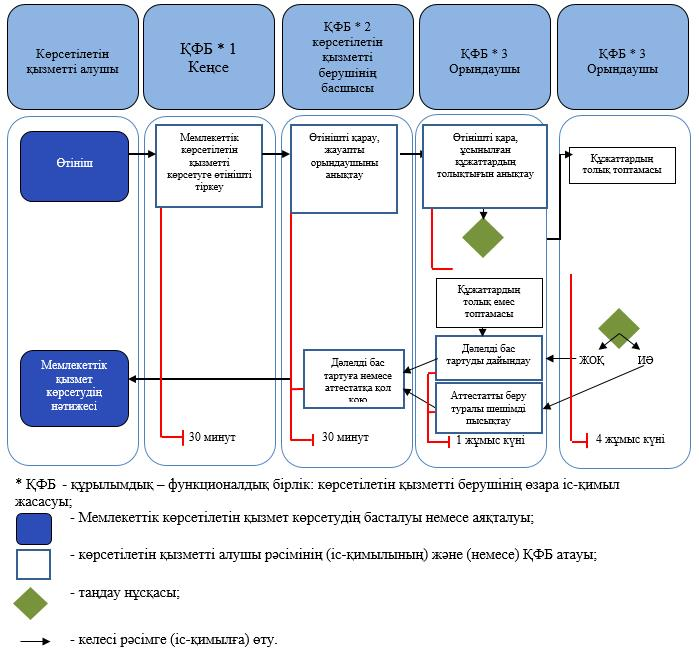 Көрсетілетін
қызметті алушы
ҚФБ * 1
Кеңсе
ҚФБ * 2
көрсетілетін
қызметті
берушінің
басшысы
ҚФБ * 3
Орындаушы
ҚФБ * 3
Орындаушы
Өтініш
Мемлекеттік
көрсетілетін
қызметті
көрсетуге өтінішті
тіркеу
Өтінішті қарау,
жауапты
орындаушыны
анықтау
Өтінішті қара,
ұсынылған
құжаттардың
толықтығын анықтау
Құжаттардың
толық топтамасы
Құжаттардың
толық емес
топтамасы
Мемлекеттік
қызмет
көрсетудің
нәтижесі
Дәлелді бас
тартуға немесе
аттестатқа қол
қою
Дәлелді бас
тартуды дайындау
Аттестатты беру
туралы шешімді
пысықтау
ЖОҚ
ИӘ
30 минут
30 минут
1 жұмыс күні
4 жұмыс күні
* ҚФБ - құрылымдық – функционалдық бірлік: көрсетілетін қызметті берушінің өзара іс-қимыл
жасасуы;
- Мемлекеттік көрсетілетін қызмет көрсетудің басталуы немесе аяқталуы;
- көрсетілетін қызметті алушы рәсімінің (іс-қимылының) және (немесе) ҚФБ атауы;
- таңдау нұсқасы;
- келесі рәсімге (іс-қимылға) өту.